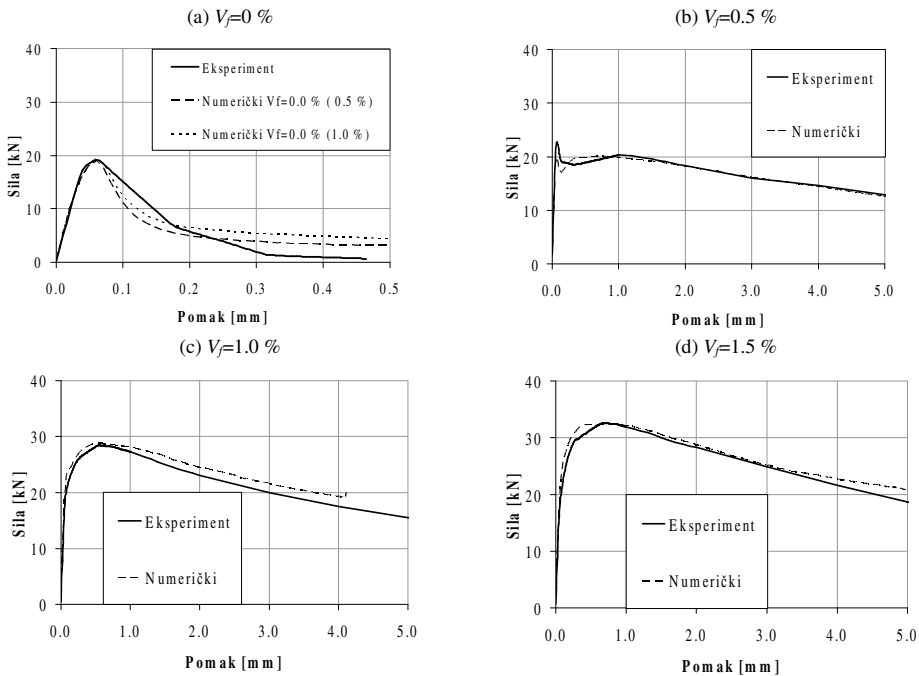 (a) Vf=0 %
40
30
20
10
0
Sila [kN]
Eksperiment
Numerički Vf=0.0 % ( 0.5 %)
Numerički Vf=0.0 % (1.0 %)
0.0 0.1 0.2 0.3 0.4 0.5
Pomak [mm]
(b) Vf=0.5 %
40
30
20
10
0
Sila [kN]
Eksperiment
Numerički
0.0 1.0 2.0 3.0 4.0 5.0
Pomak [mm]
(c) Vf=1.0 %
40
30
20
10
0
Sila [kN]
Eksperiment
Numerički
0.0 1.0 2.0 3.0 4.0 5.0
Pomak [mm]
(d) Vf=1.5 %
40
30
20
10
0
Sila [kN]
Eksperiment
Numerički
0.0 1.0 2.0 3.0 4.0 5.0
Pomak [mm]